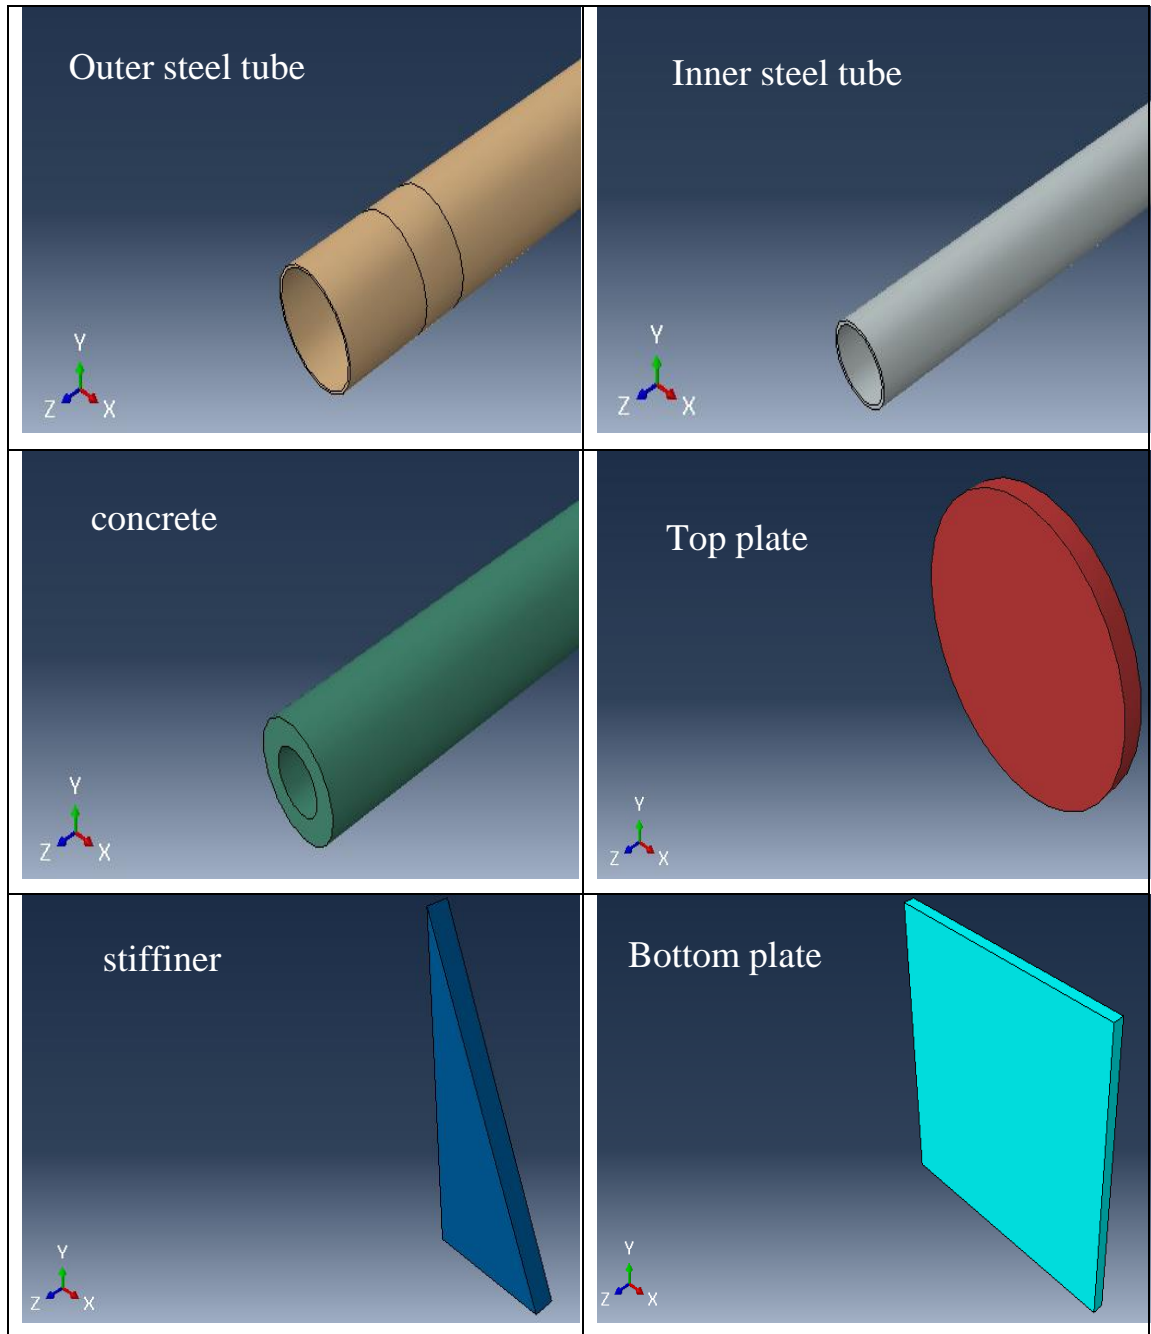 Outer steel tube
Inner steel tube
Y
Z X
Y
Z X
concrete
Top plate
Y
Z X
Y
Z X
stiffiner
Bottom plate
Y
Z X
Y
Z X